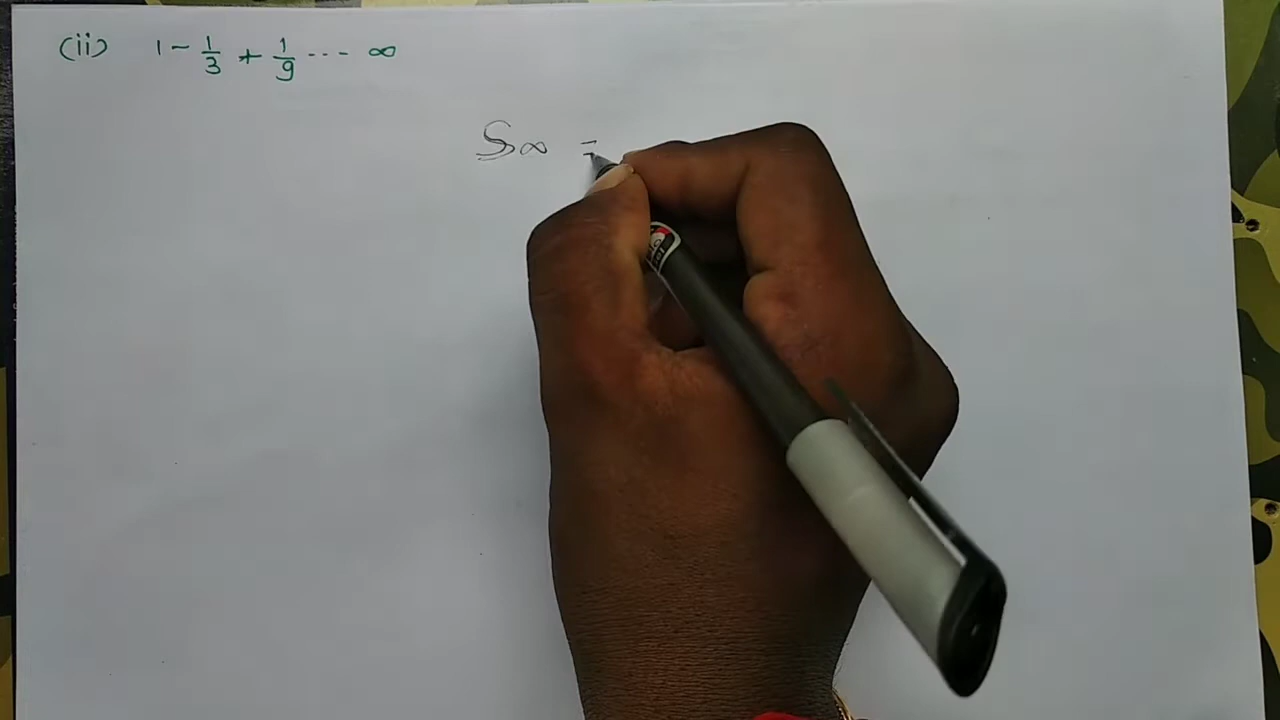 (ii) 1 - 1/3 + 1/9 --- ∞
S∞ =